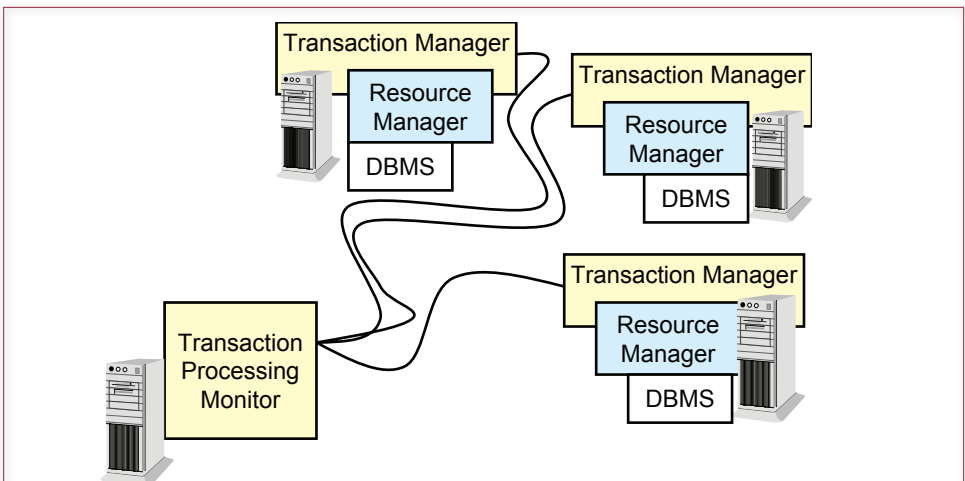 Transaction Manager
Resource
Manager
DBMS
Transaction Manager
Resource
Manager
DBMS
Transaction Manager
Resource
Manager
DBMS
Transaction
Processing
Monitor